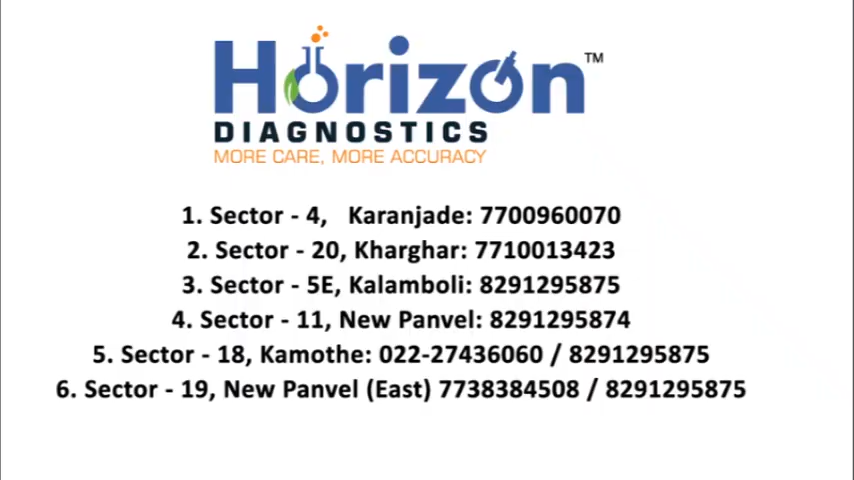 Horizon™
DIAGNOSTICS
MORE CARE, MORE ACCURACY
1. Sector - 4, Karanjade: 7700960070
2. Sector - 20, Kharghar: 7710013423
3. Sector - 5E, Kalamboli: 8291295875
4. Sector - 11, New Panvel: 8291295874
5. Sector - 18, Kamothe: 022-27436060 / 8291295875
6. Sector - 19, New Panvel (East) 7738384508 / 8291295875